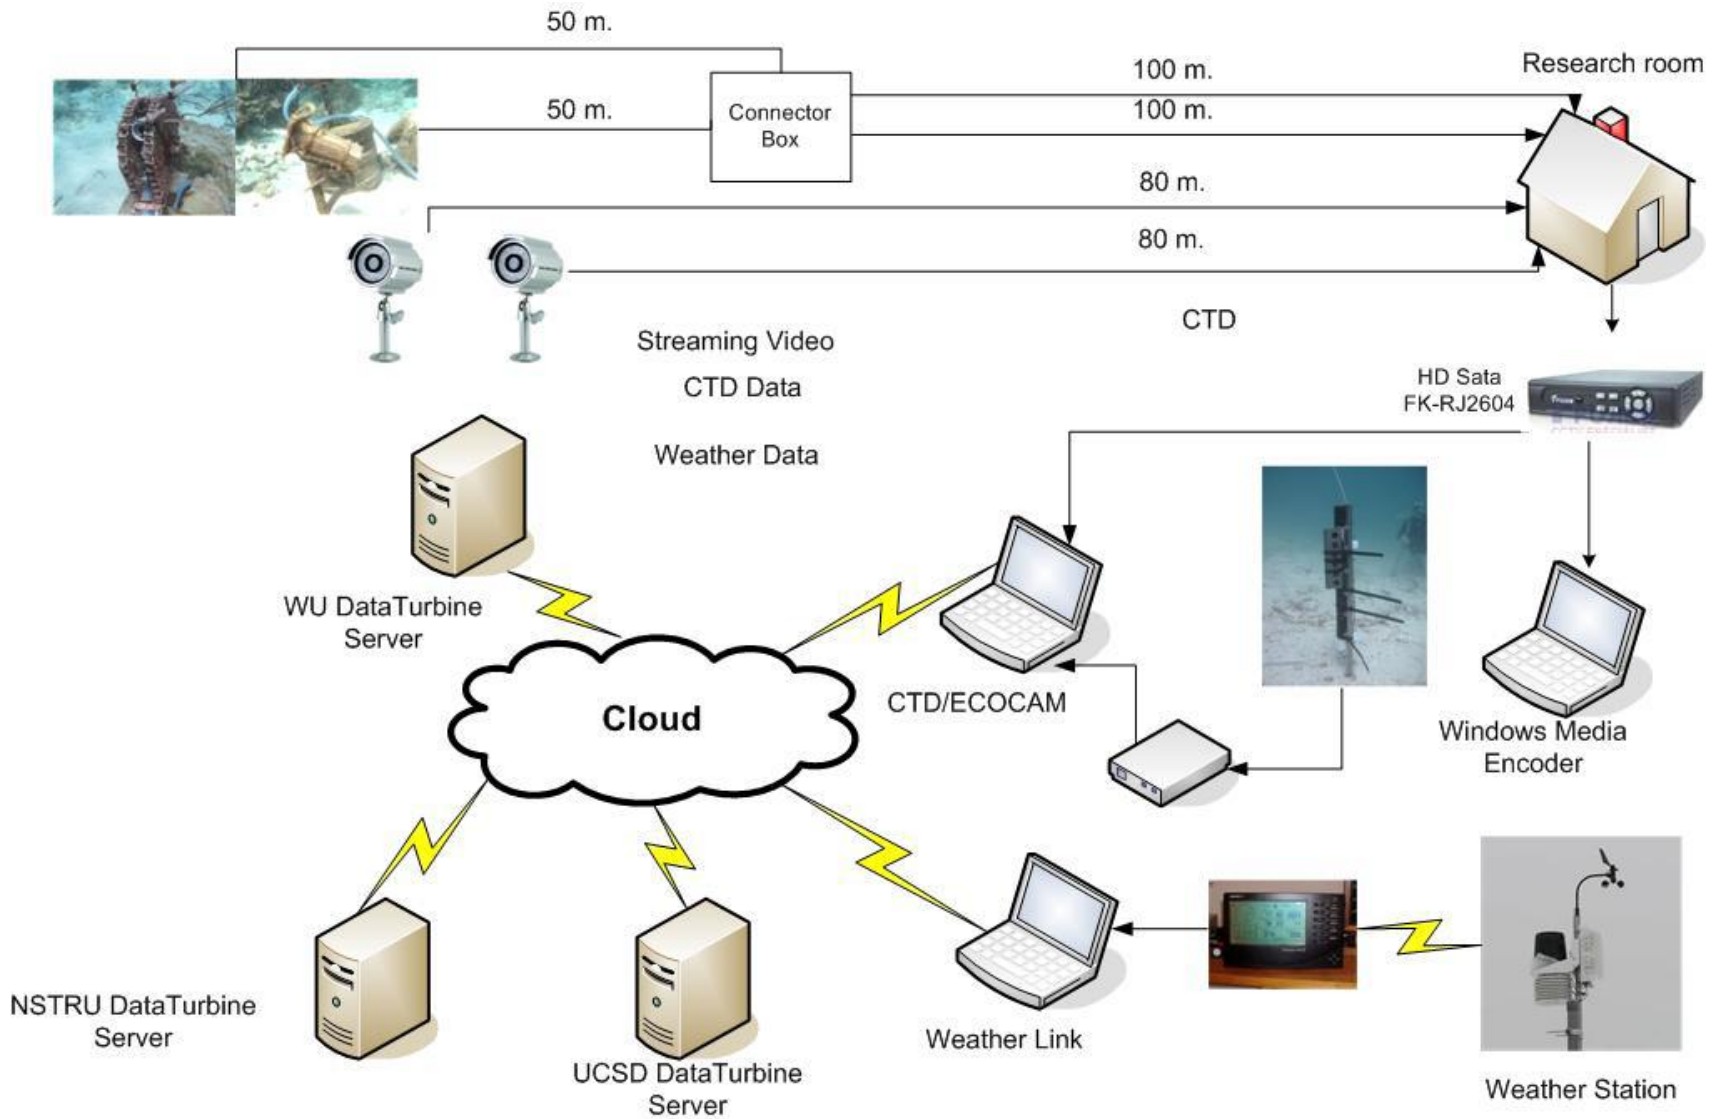 50 m.
100 m.
Research room
50 m.
100 m.
Connector
Box
80 m.
80 m.
CTD
Streaming Video
CTD Data
HD Sata
FK-RJ2604
Weather Data
WU DataTurbine
Server
CTD/ECOCAM
Cloud
Windows Media
Encoder
NSTRU DataTurbine
Server
Weather Link
UCSD DataTurbine
Server
Weather Station